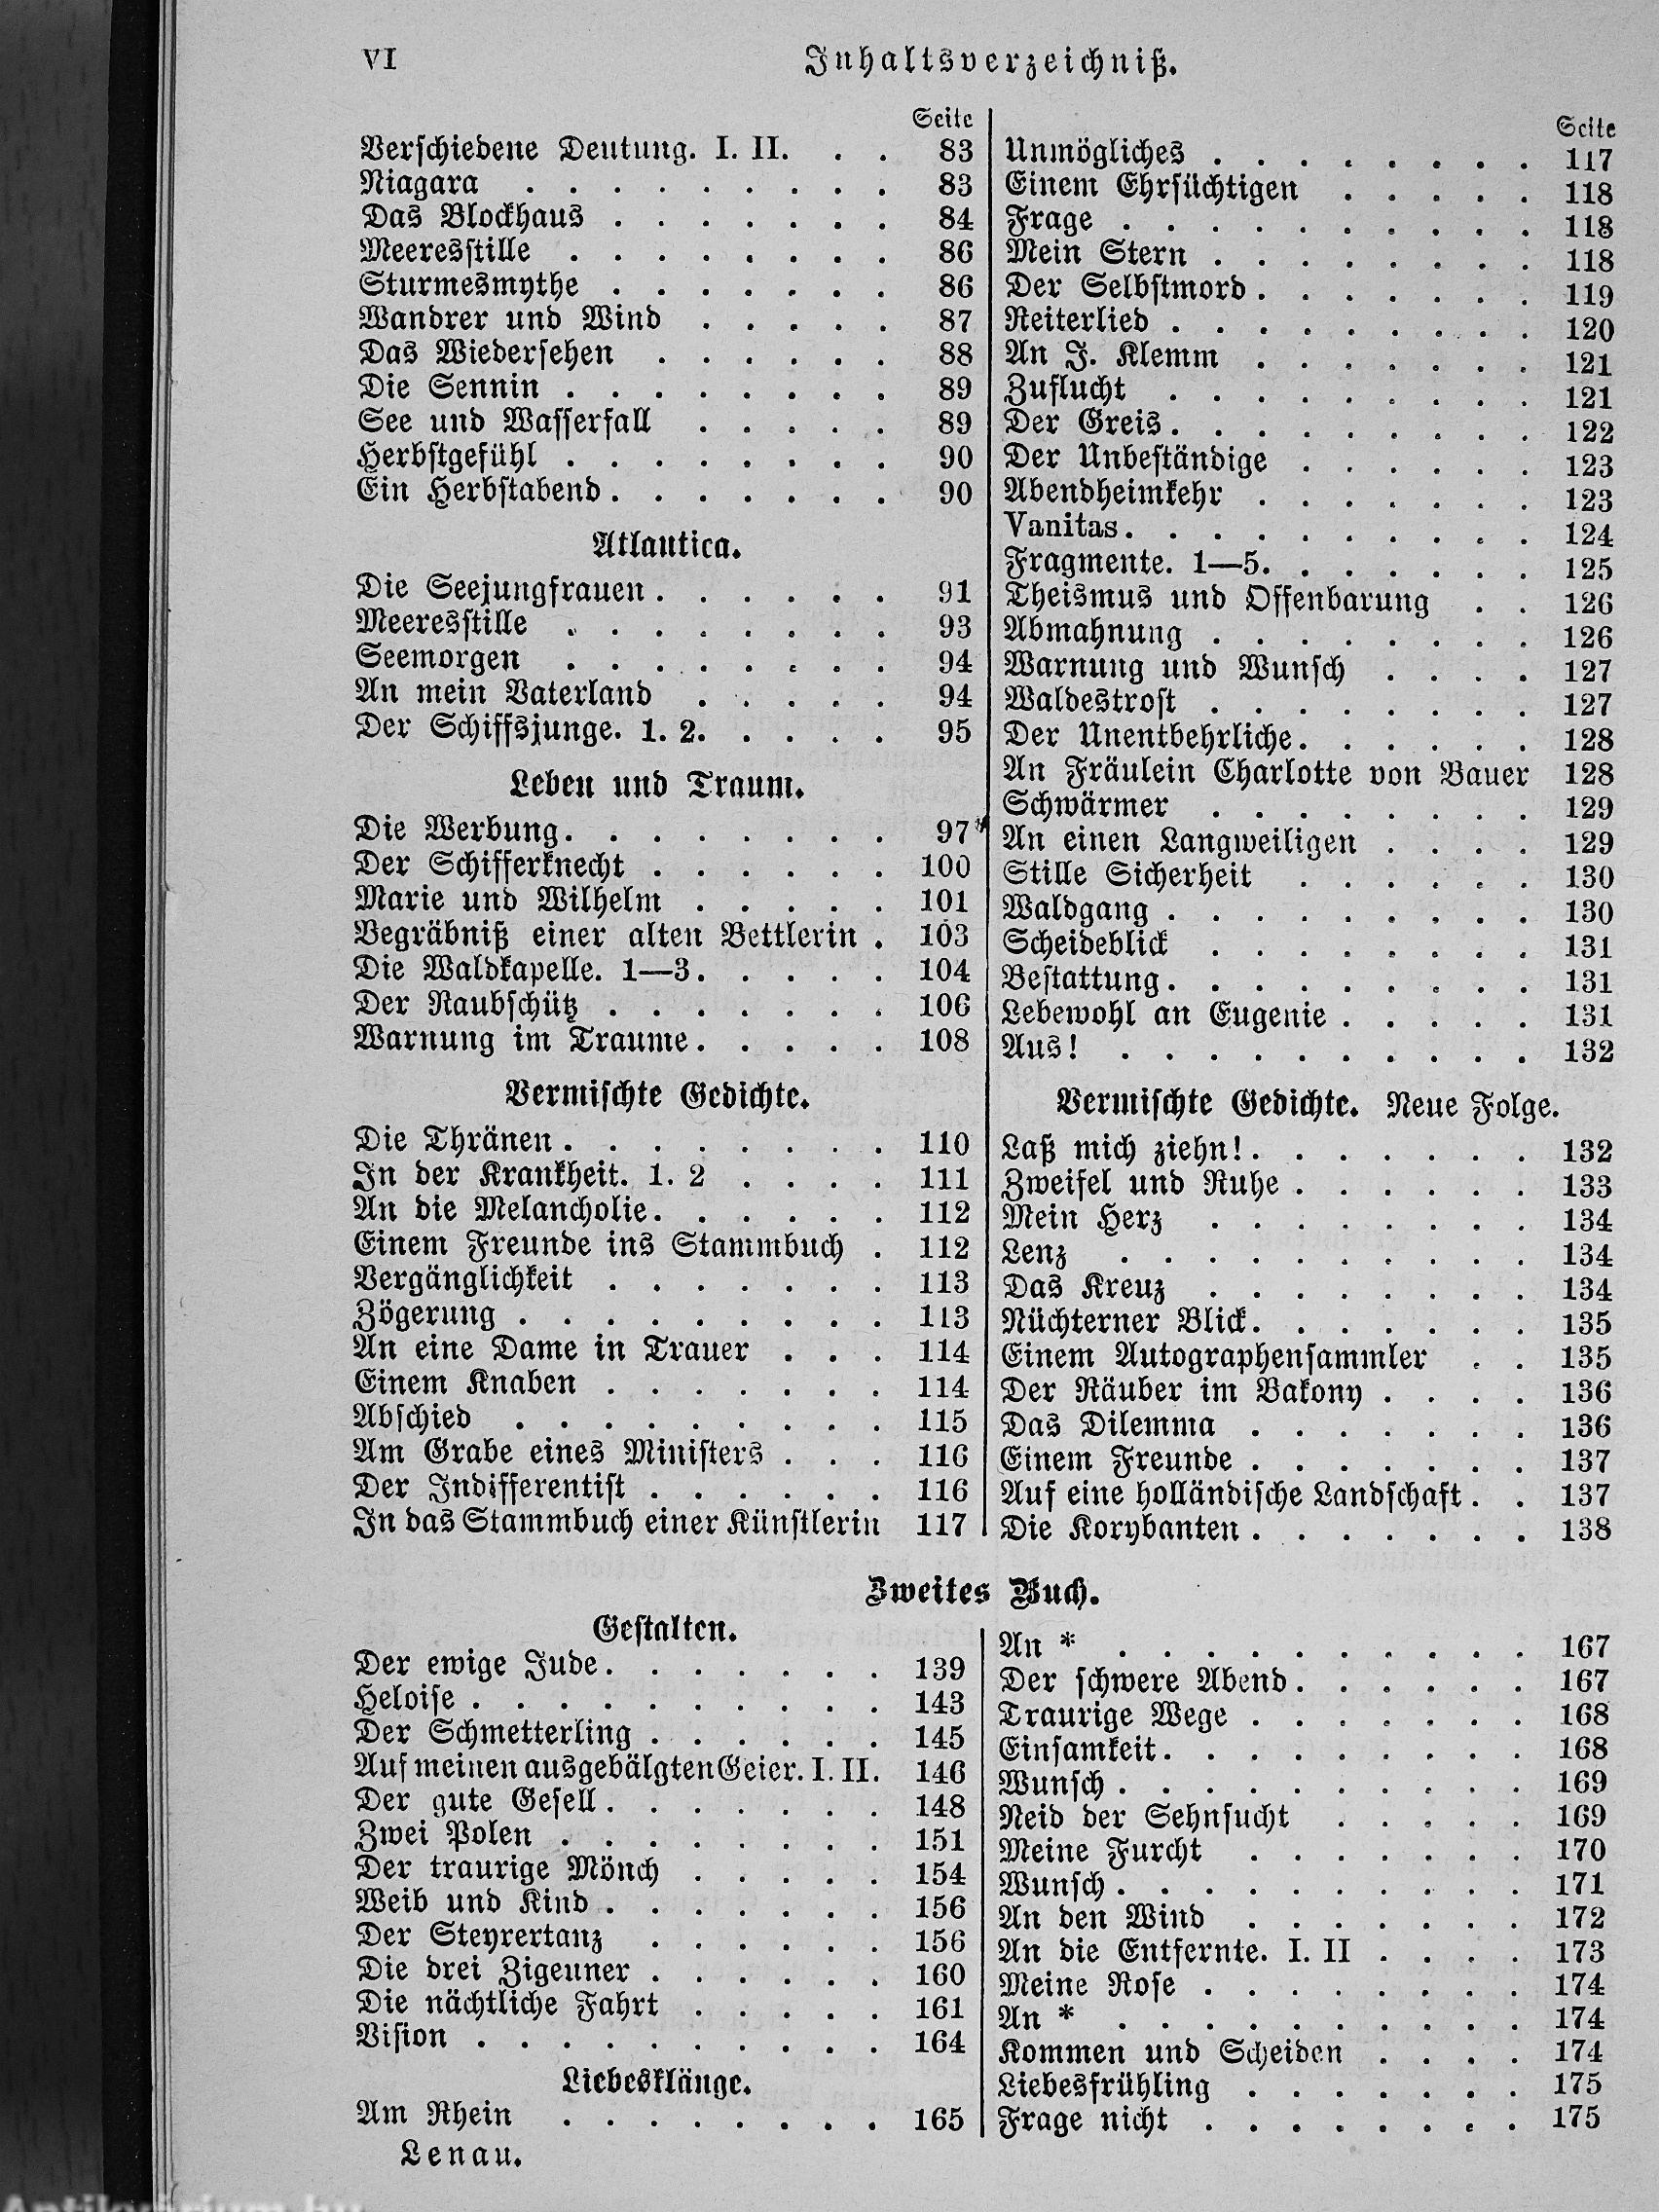 VI Inhaltsverzeichniß.
Seite
Verschiedene Deutung. I. II. . . 83
Niagara . . . . . . . . . 83
Das Blockhaus . . . . . . . 84
Meeresstille . . . . . . . . 86
Sturmesmythe . . . . . . . 86
Wandrer und Wind . . . . . 87
Das Wiedersehen . . . . . . 88
Die Sennin . . . . . . . . 89
See und Wasserfall . . . . . 89
Herbstgefühl . . . . . . . . 90
Ein Herbstabend . . . . . . . 90
Atlantica.
Die Seejungfrauen . . . . . . 91
Meeresstille . . . . . . . . 93
Seemorgen . . . . . . . . 94
An mein Vaterland . . . . . 94
Der Schiffsjunge. 1. 2. . . . . 95
Leben und Traum.
Die Werbung . . . . . . . . 97
Der Schifferknecht . . . . . . 100
Marie und Wilhelm . . . . . 101
Begräbniß einer alten Bettlerin . 103
Die Waldkapelle. 1—3. . . . . 104
Der Raubschütz . . . . . . . 106
Warnung im Traume . . . . . 108
Vermischte Gedichte.
Die Thränen . . . . . . . . 110
In der Krankheit. 1. 2 . . . . 111
An die Melancholie . . . . . . 112
Einem Freunde ins Stammbuch . 112
Vergänglichkeit . . . . . . . 113
Zögerung . . . . . . . . . 113
An eine Dame in Trauer . . . 114
Einem Knaben . . . . . . . 114
Abschied . . . . . . . . . 115
Am Grabe eines Ministers . . . 116
Der Indifferentist . . . . . . 116
In das Stammbuch einer Künstlerin 117
Seite
Unmögliches . . . . . . . . 117
Einem Ehrsüchtigen . . . . . 118
Frage . . . . . . . . . . 118
Mein Stern . . . . . . . . 118
Der Selbstmord . . . . . . . 119
Reiterlied . . . . . . . . . 120
An J. Klemm . . . . . . . 121
Zuflucht . . . . . . . . . 121
Der Greis . . . . . . . . . 122
Der Unbeständige . . . . . . 123
Abendheimkehr . . . . . . . 123
Vanitas . . . . . . . . . . 124
Fragmente. 1—5. . . . . . . 125
Theismus und Offenbarung . . 126
Abmahnung . . . . . . . . 126
Warnung und Wunsch . . . . 127
Waldestrost . . . . . . . . 127
Der Unentbehrliche . . . . . . 128
An Fräulein Charlotte von Bauer 128
Schwärmer . . . . . . . . 129
An einen Langweiligen . . . . 129
Stille Sicherheit . . . . . . 130
Waldgang . . . . . . . . . 130
Scheideblick . . . . . . . . 131
Bestattung . . . . . . . . . 131
Lebewohl an Eugenie . . . . . 131
Aus! . . . . . . . . . . 132
Vermischte Gedichte. Neue Folge.
Laß mich ziehn! . . . . . . . 132
Zweifel und Ruhe . . . . . . 133
Mein Herz . . . . . . . . 134
Lenz . . . . . . . . . . 134
Das Kreuz . . . . . . . . 134
Nüchterner Blick . . . . . . . 135
Einem Autographensammler . . 135
Der Räuber im Bakony . . . . 136
Das Dilemma . . . . . . . 136
Einem Freunde . . . . . . . 137
Auf eine holländische Landschaft . . 137
Die Korybanten . . . . . . . 138
Zweites Buch.
Gestalten.
Der ewige Jude . . . . . . . 139
Heloise . . . . . . . . . . 143
Der Schmetterling . . . . . . 145
Auf meinen ausgebälgten Geier. I. II. 146
Der gute Gesell . . . . . . . 148
Zwei Polen . . . . . . . . 151
Der traurige Mönch . . . . . 154
Weib und Kind . . . . . . . 156
Der Steyrertanz . . . . . . 156
Die drei Zigeuner . . . . . . 160
Die nächtliche Fahrt . . . . . 161
Vision . . . . . . . . . . 164
Liebesklänge.
Am Rhein . . . . . . . . 165
Lenau.
An * . . . . . . . . . . 167
Der schwere Abend . . . . . . 167
Traurige Wege . . . . . . . 168
Einsamkeit . . . . . . . . . 168
Wunsch . . . . . . . . . . 169
Neid der Sehnsucht . . . . . 169
Meine Furcht . . . . . . . 170
Wunsch . . . . . . . . . . 171
An den Wind . . . . . . . 172
An die Entfernte. I. II . . . . 173
Meine Rose . . . . . . . . 174
An * . . . . . . . . . . 174
Kommen und Scheiden . . . . 174
Liebesfrühling . . . . . . . 175
Frage nicht . . . . . . . . 175
Antikvárium.hu